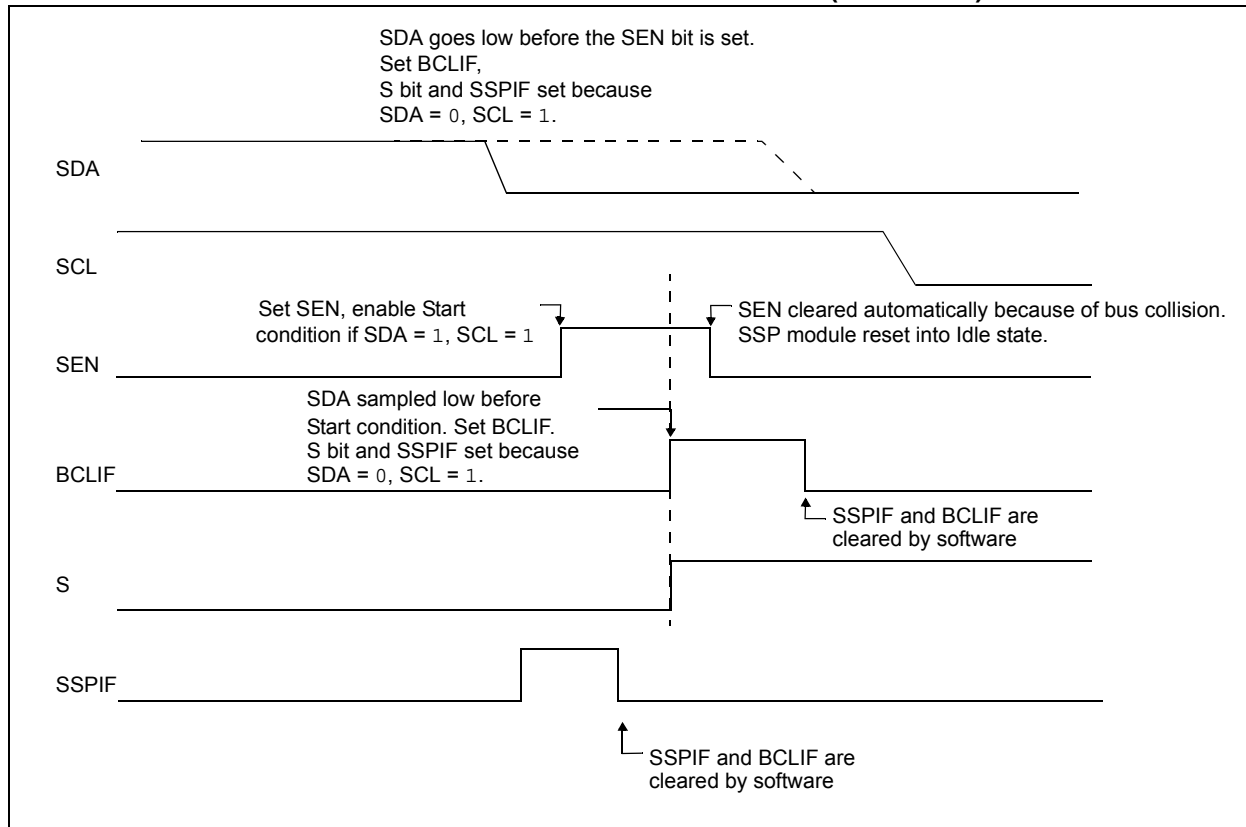 SDA goes low before the SEN bit is set.
Set BCLIF,
S bit and SSPIF set because
SDA = 0, SCL = 1.
SDA
SCL
Set SEN, enable Start
condition if SDA = 1, SCL = 1
SEN cleared automatically because of bus collision.
SSP module reset into Idle state.
SEN
SDA sampled low before
Start condition. Set BCLIF.
S bit and SSPIF set because
SDA = 0, SCL = 1.
BCLIF
SSPIF and BCLIF are
cleared by software
S
SSPIF
SSPIF and BCLIF are
cleared by software